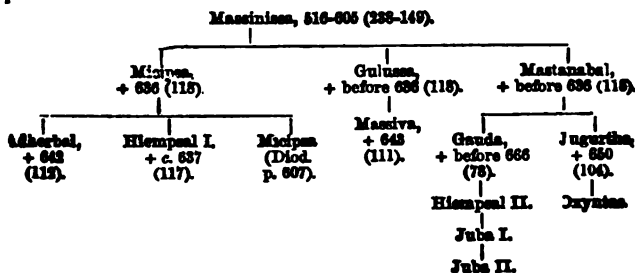 Massinissa, 516-605 (238-149).
Micipsa, Gulussa, Mastanabal,
+ 636 (118). + before 636 (118). + before 636 (118).
Adherbal, Hiempsal I. Micipsa Massiva, Gauda, Jugurtha,
+ 642 + c. 637 (Diod. + 643 + before 666 + 650
(112). (117). p. 607). (111). (78). (104).
Hiempsal II. Oxyntas
Juba I.
Juba II.